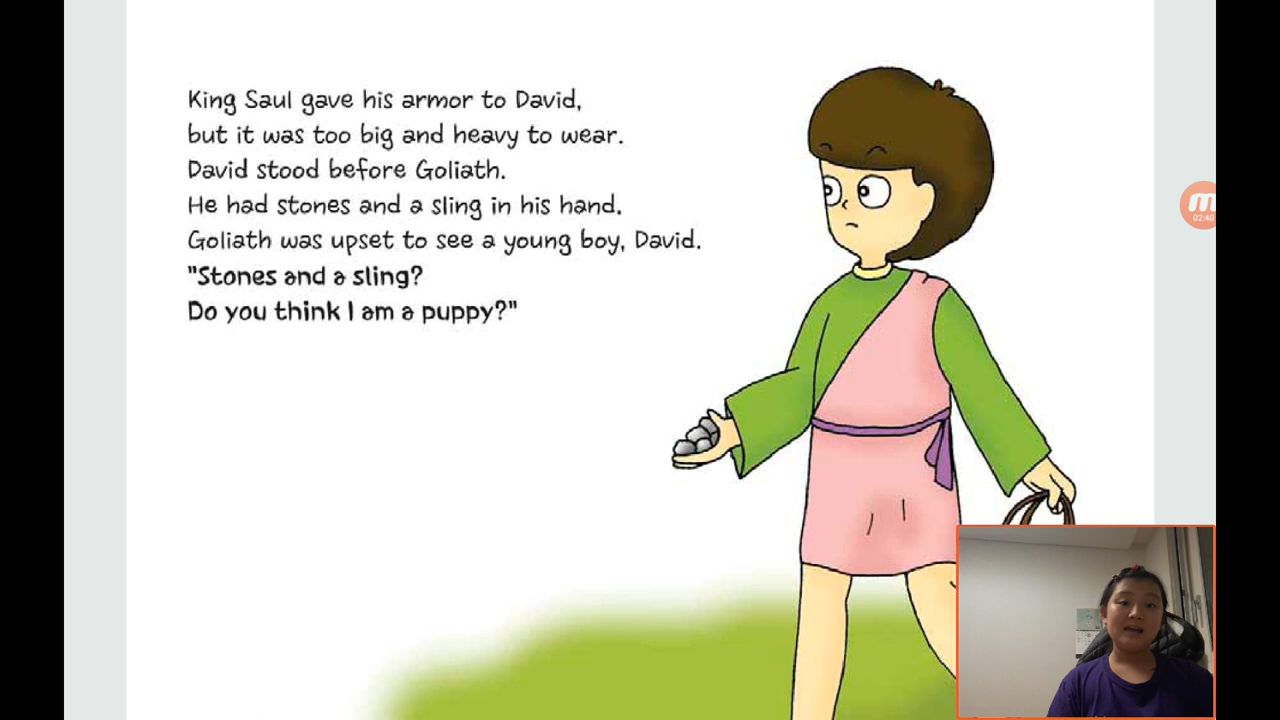 King Saul gave his armor to David,
but it was too big and heavy to wear.
David stood before Goliath.
He had stones and a sling in his hand.
Goliath was upset to see a young boy, David.
"Stones and a sling?
Do you think I am a puppy?"
02:40